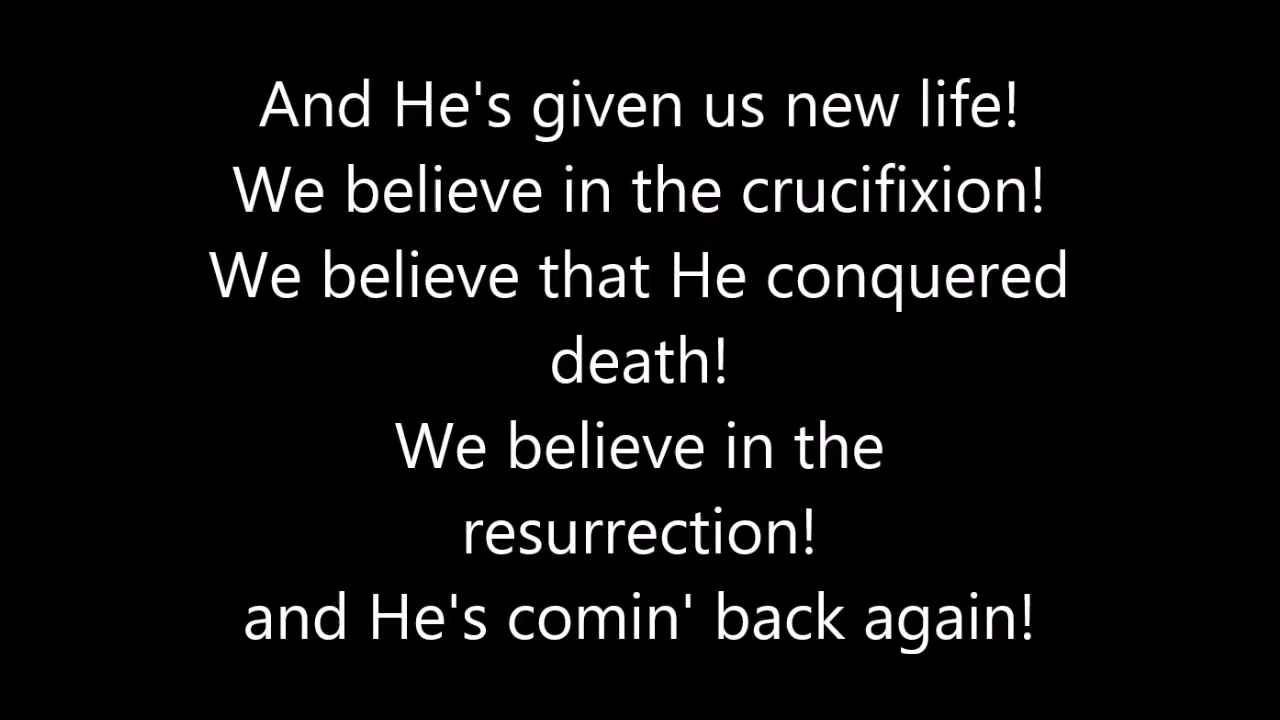 And He's given us new life!
We believe in the crucifixion!
We believe that He conquered
death!
We believe in the
resurrection!
and He's comin' back again!